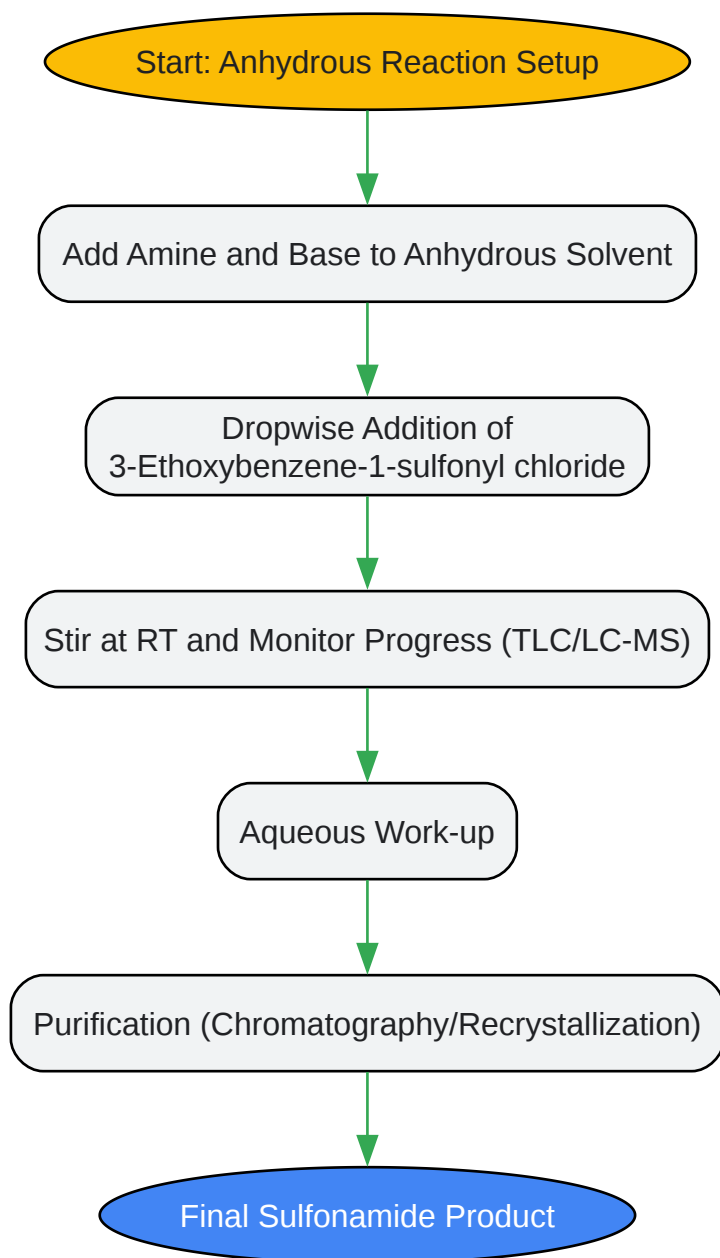 Start: Anhydrous Reaction Setup
Add Amine and Base to Anhydrous Solvent
Dropwise Addition of
3-Ethoxybenzene-1-sulfonyl chloride
Stir at RT and Monitor Progress (TLC/LC-MS)
Aqueous Work-up
Purification (Chromatography/Recrystallization)
Final Sulfonamide Product